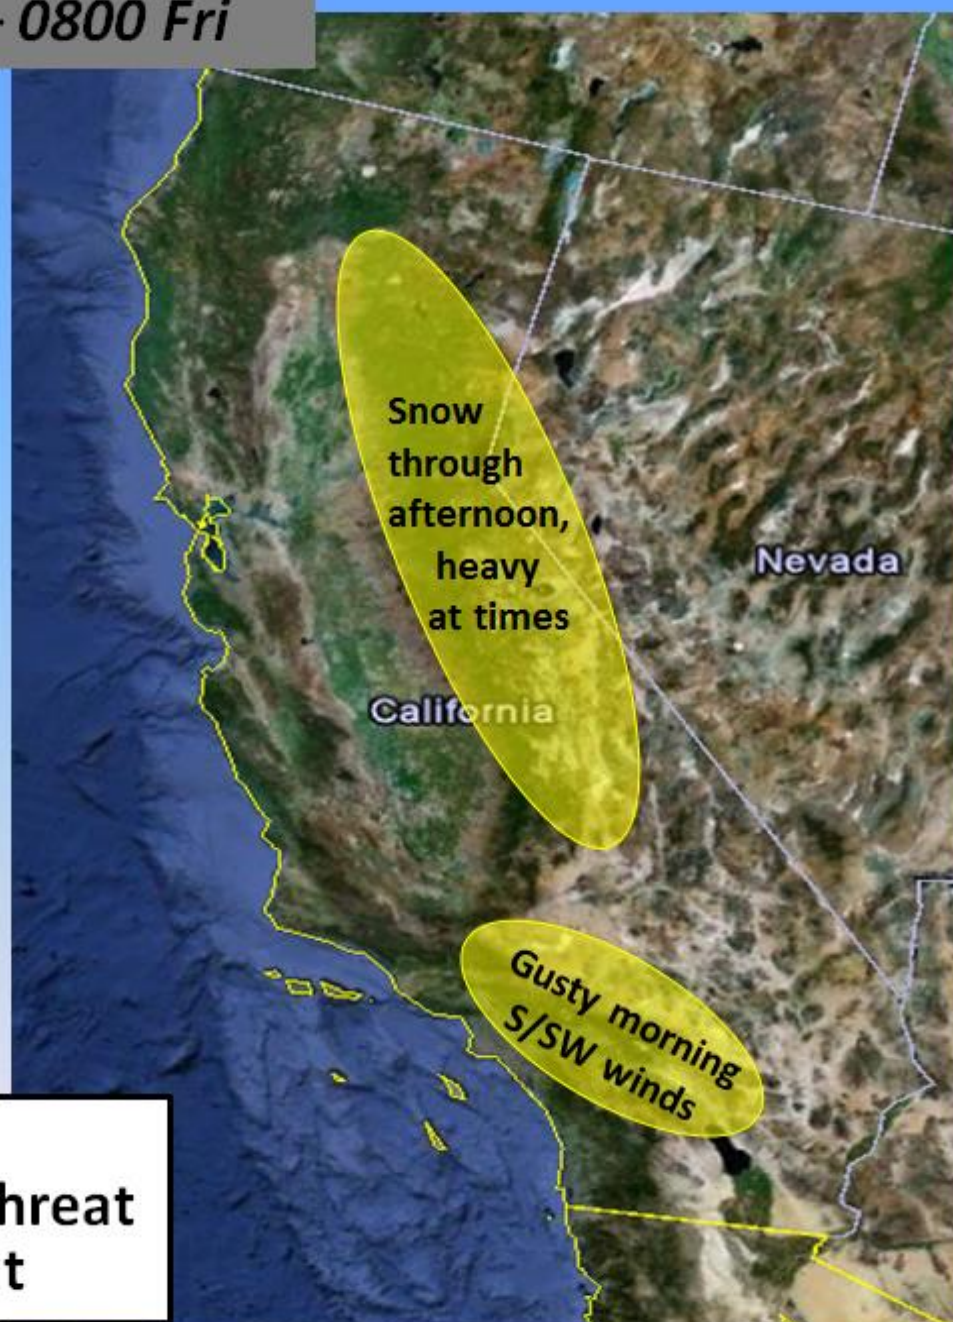 - 0800 Fri
Snow
through
afternoon,
heavy
at times
Nevada
California
Gusty morning
S/SW winds
hreat
t